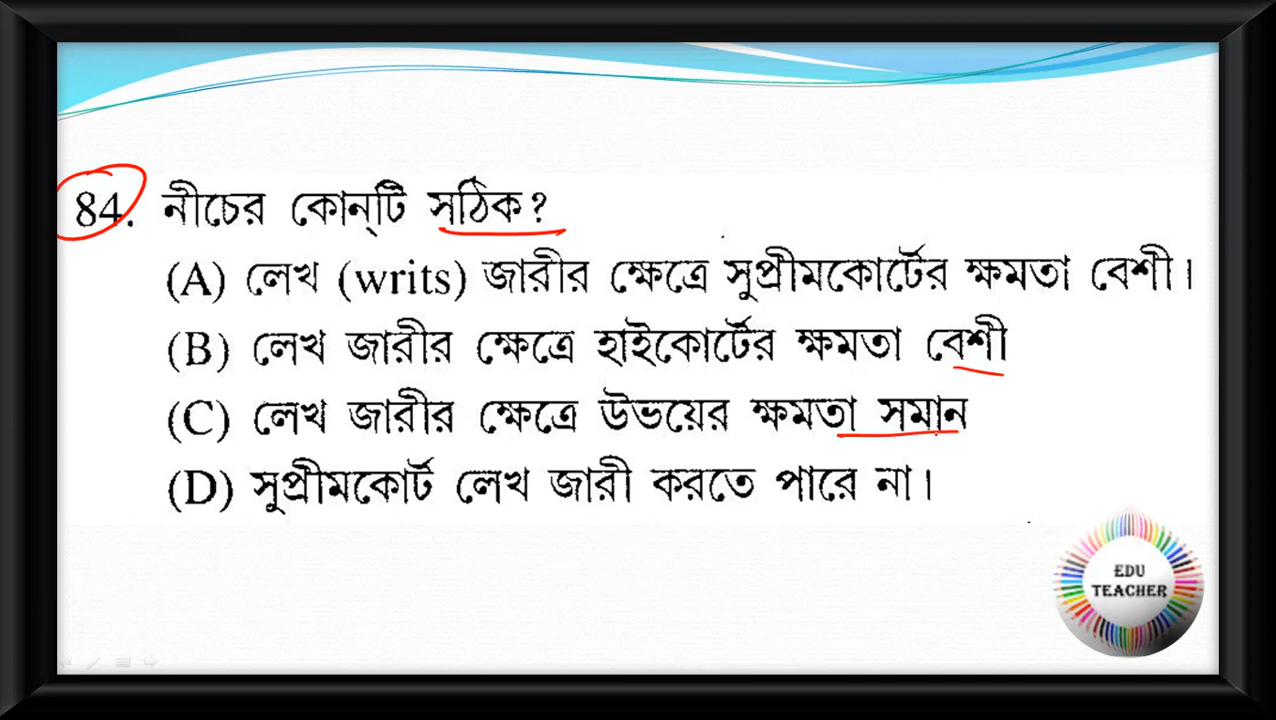 84. নীচের কোন্‌টি সঠিক?
(A) লেখ (writs) জারীর ক্ষেত্রে সুপ্রীমকোর্টের ক্ষমতা বেশী।
(B) লেখ জারীর ক্ষেত্রে হাইকোর্টের ক্ষমতা বেশী
(C) লেখ জারীর ক্ষেত্রে উভয়ের ক্ষমতা সমান
(D) সুপ্রীমকোর্ট লেখ জারী করতে পারে না।
EDU
TEACHER